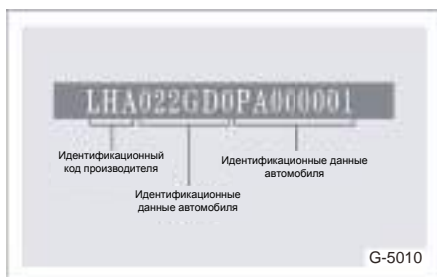 LHA022GD0PA000001
Идентификационный
код производителя
Идентификационные
данные автомобиля
Идентификационные данные
автомобиля
G-5010